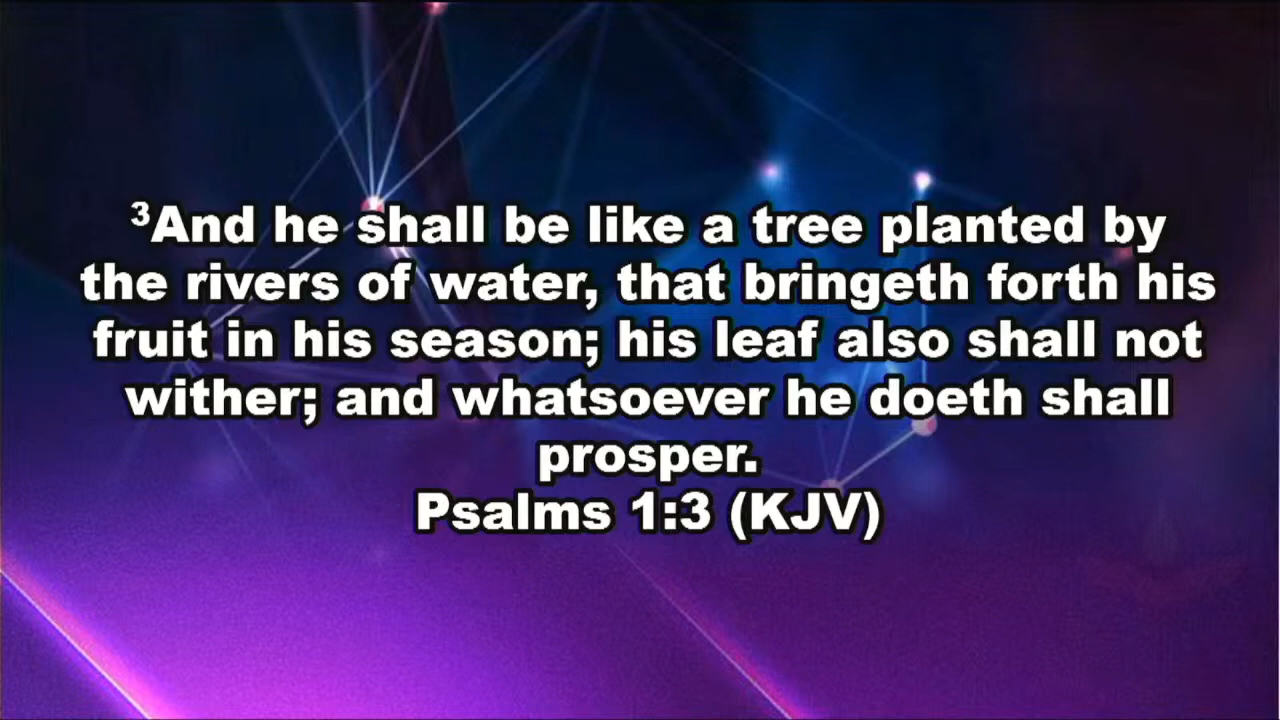 ³And he shall be like a tree planted by
the rivers of water, that bringeth forth his
fruit in his season; his leaf also shall not
wither; and whatsoever he doeth shall
prosper.
Psalms 1:3 (KJV)